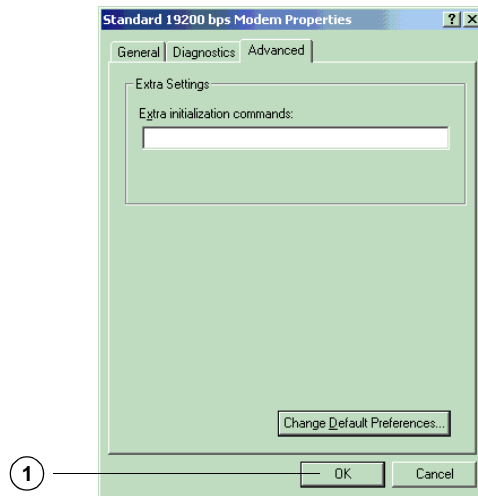 Standard 19200 bps Modem Properties ? ×
General Diagnostics Advanced
Extra Settings
Extra initialization commands:
Change Default Preferences...
1 OK Cancel